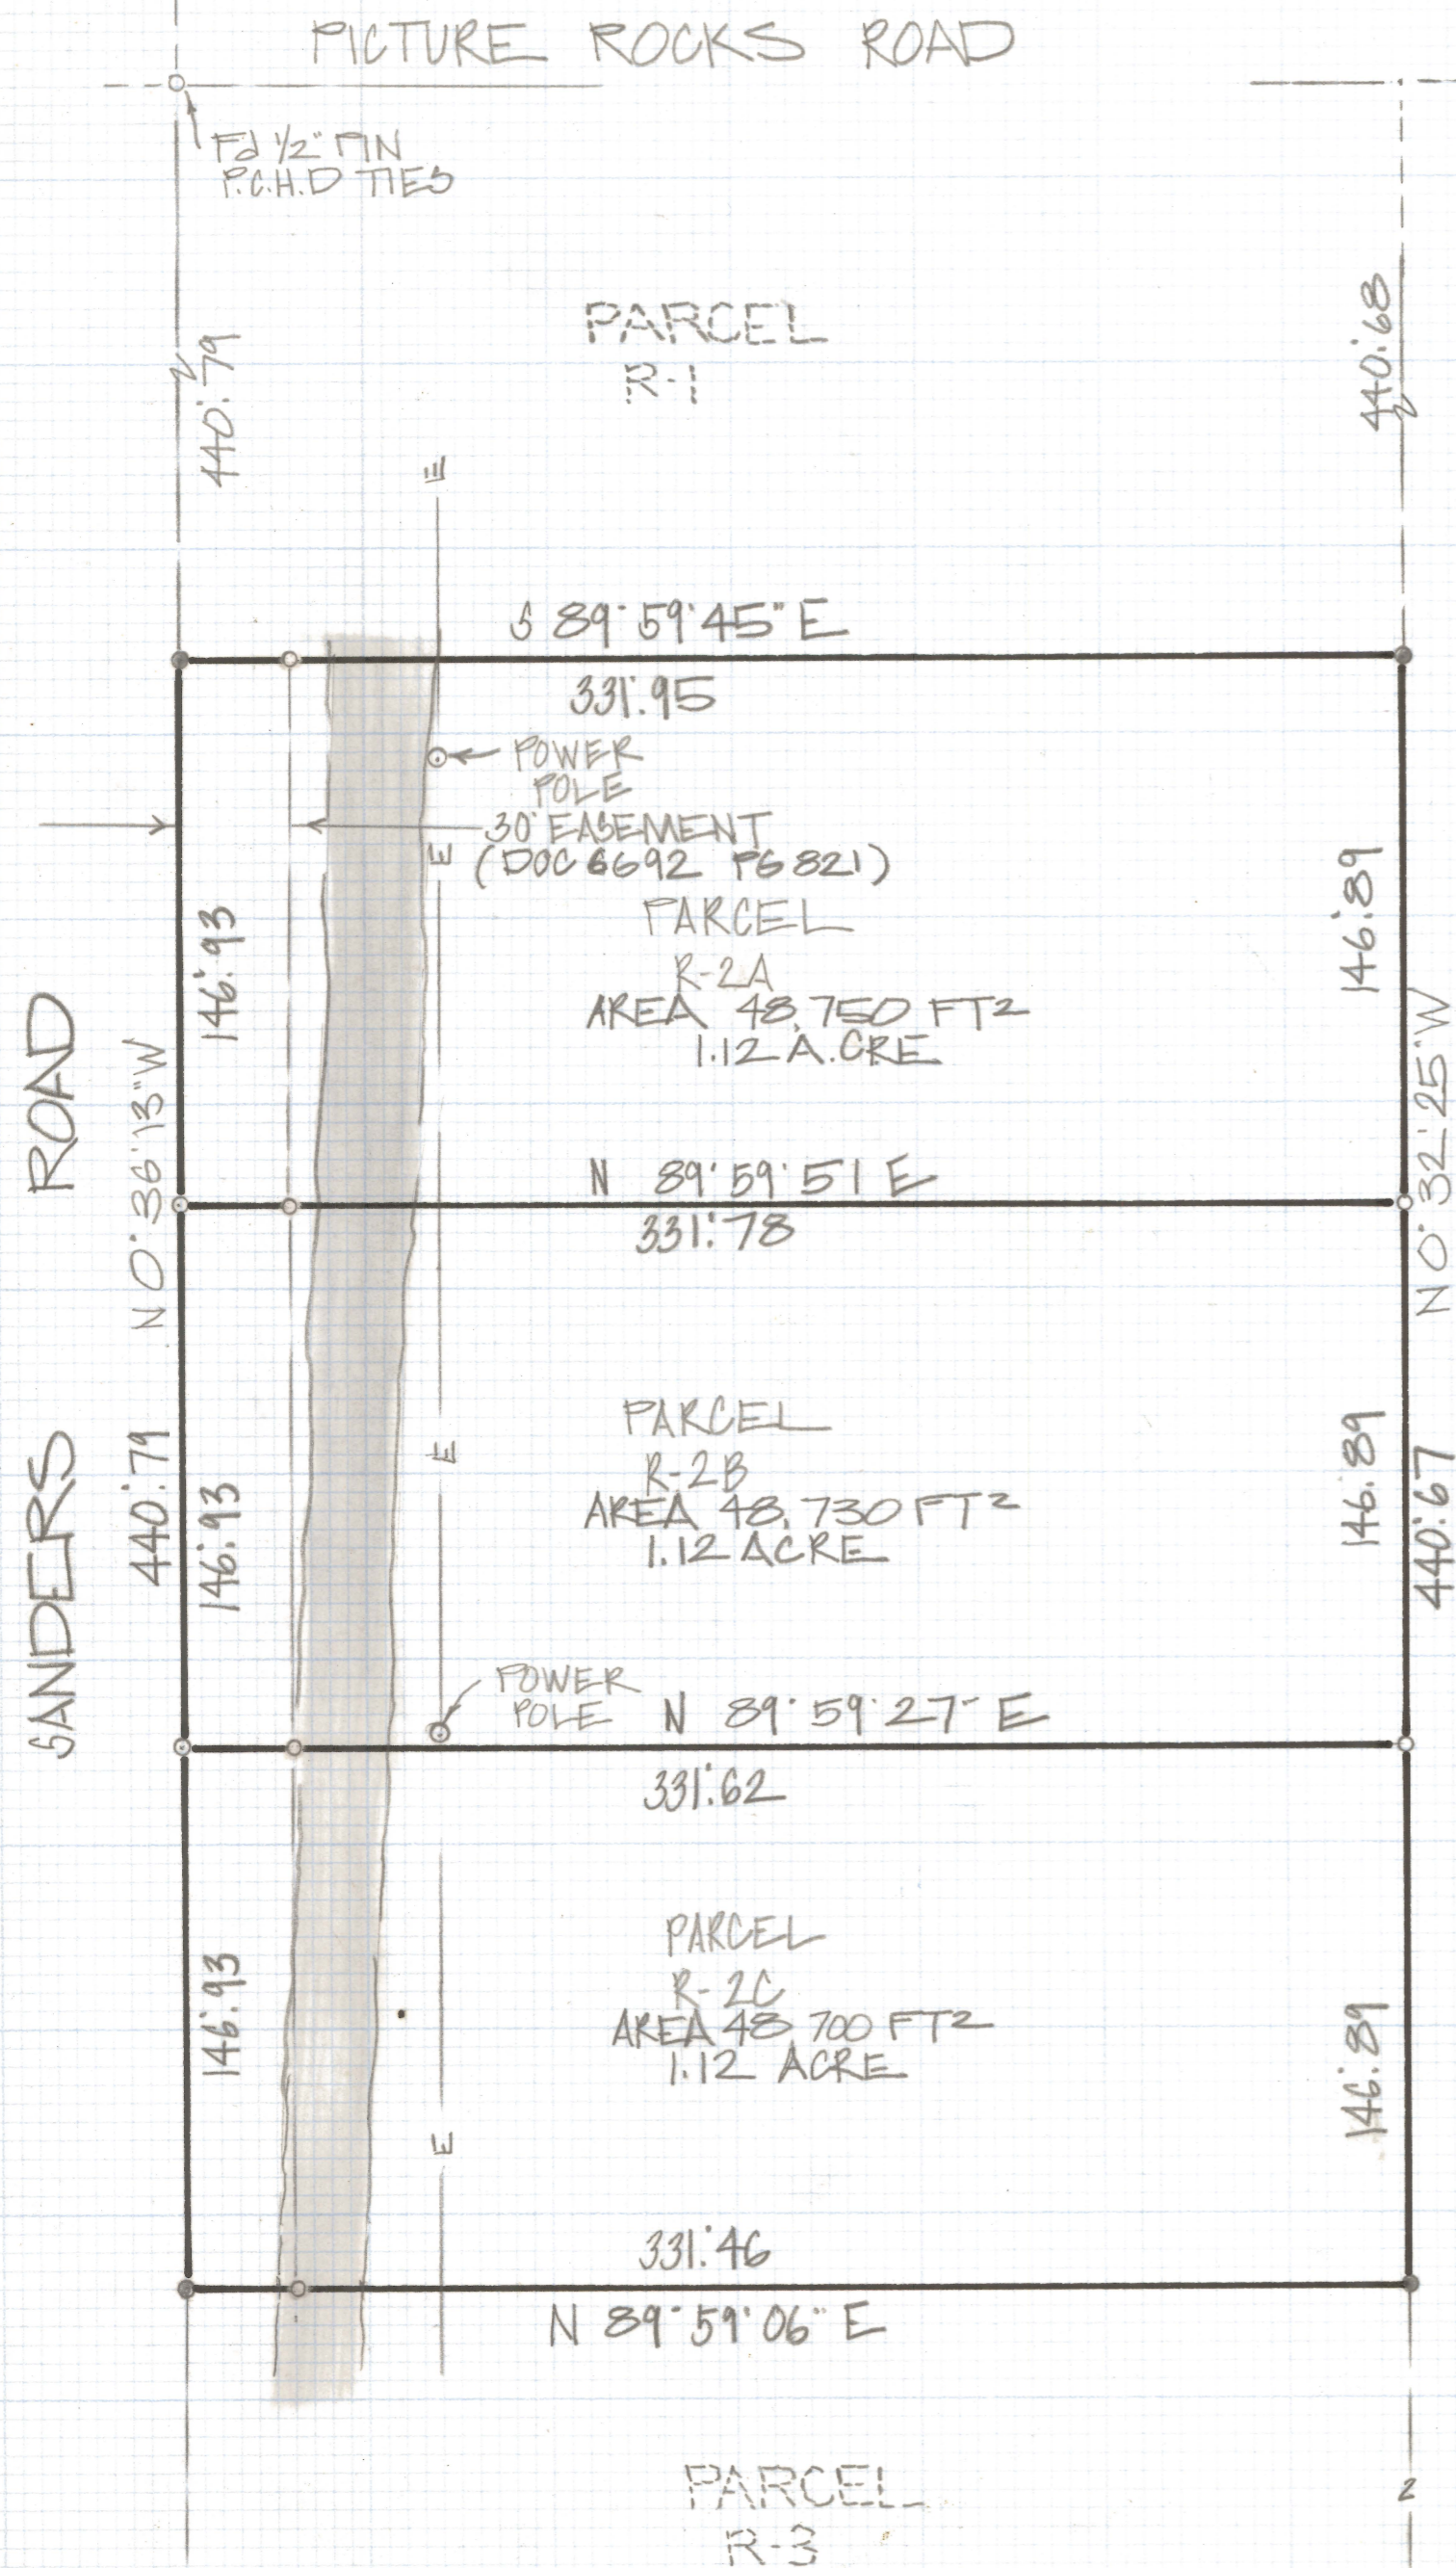 PICTURE ROCKS ROAD
Fd 1/2" PIN
P.C.H.D TIES
440.79
440.68
PARCEL
R-1
E
S 89° 59' 45" E
331.95
POWER
POLE
30' EASEMENT
(DOC 6692 PG 821)
E
PARCEL
R-2A
AREA 48,750 FT²
1.12 A.CRE
146.93
146.89
SANDERS ROAD
N 0° 36' 13" W
440.79
N 0° 32' 25" W
440.67
N 89° 59' 51 E
331.78
PARCEL
R-2B
AREA 48,730 FT²
1.12 ACRE
146.93
146.89
E
POWER
POLE
N 89° 59' 27" E
331.62
PARCEL
R-2C
AREA 48 700 FT²
1.12 ACRE
146.93
146.89
E
331.46
N 89° 59' 06" E
PARCEL
R-3